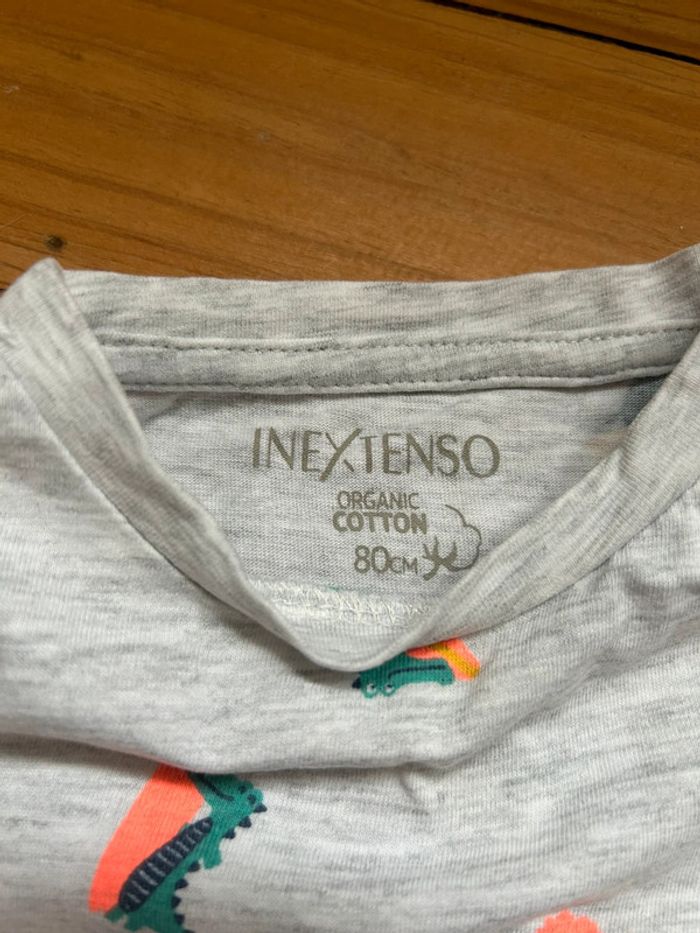 INEXTENSO
ORGANIC
COTTON
80CM